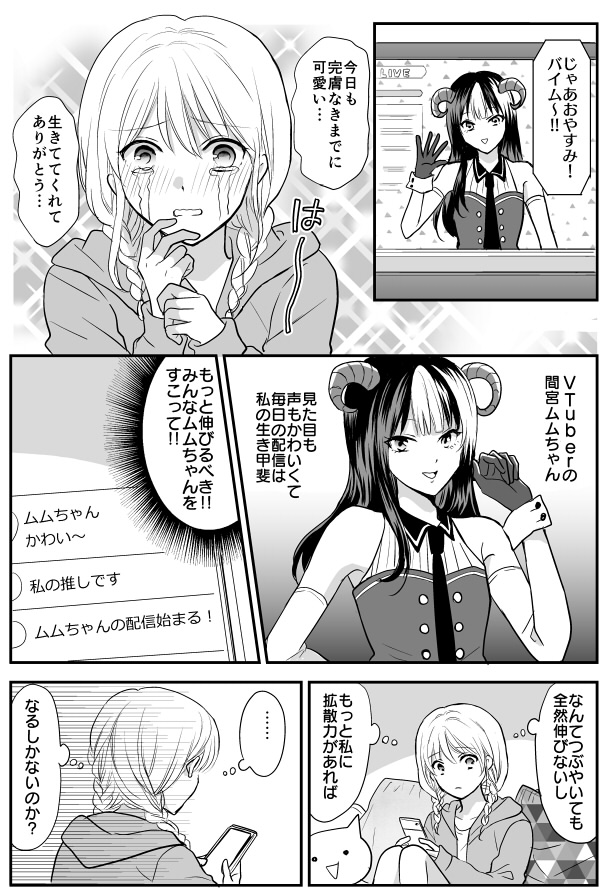 じゃあおやすみ！
バイム〜!!
LIVE
今日も
完膚なきまでに
可愛い…
は〜〜
生きててくれて
ありがとう…
VTuberの
間宮ムムちゃん
見た目も
声もかわいくて
毎日の配信は
私の生き甲斐
もっと伸びるべき!!
みんなムムちゃんを
すこって!!
ムムちゃん
かわい〜
私の推しです
ムムちゃんの配信始まる！
なんてつぶやいても
全然伸びないし
もっと私に
拡散力があれば
……
なるしかないのか？